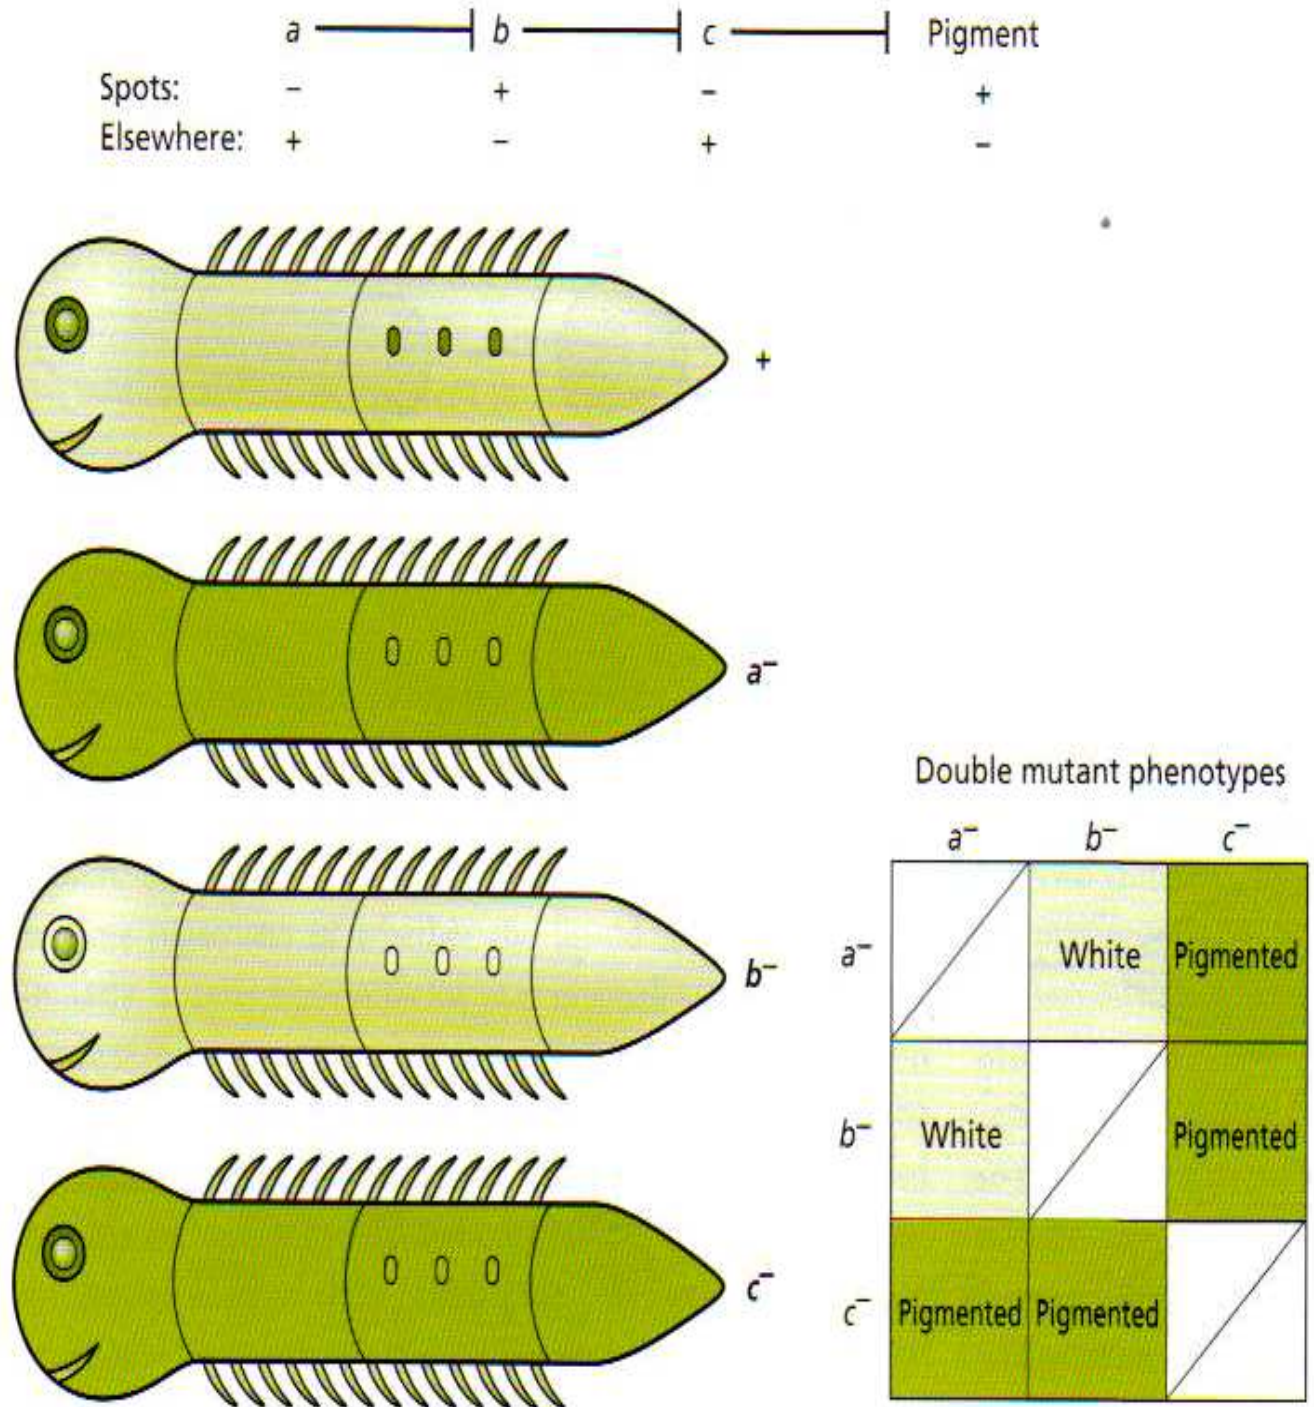 a b c Pigment
Spots: − + − +
Elsewhere: + − + −
+
a−
b−
c−
Double mutant phenotypes
a− b− c−
a− White Pigmented
b− White Pigmented
c− Pigmented Pigmented